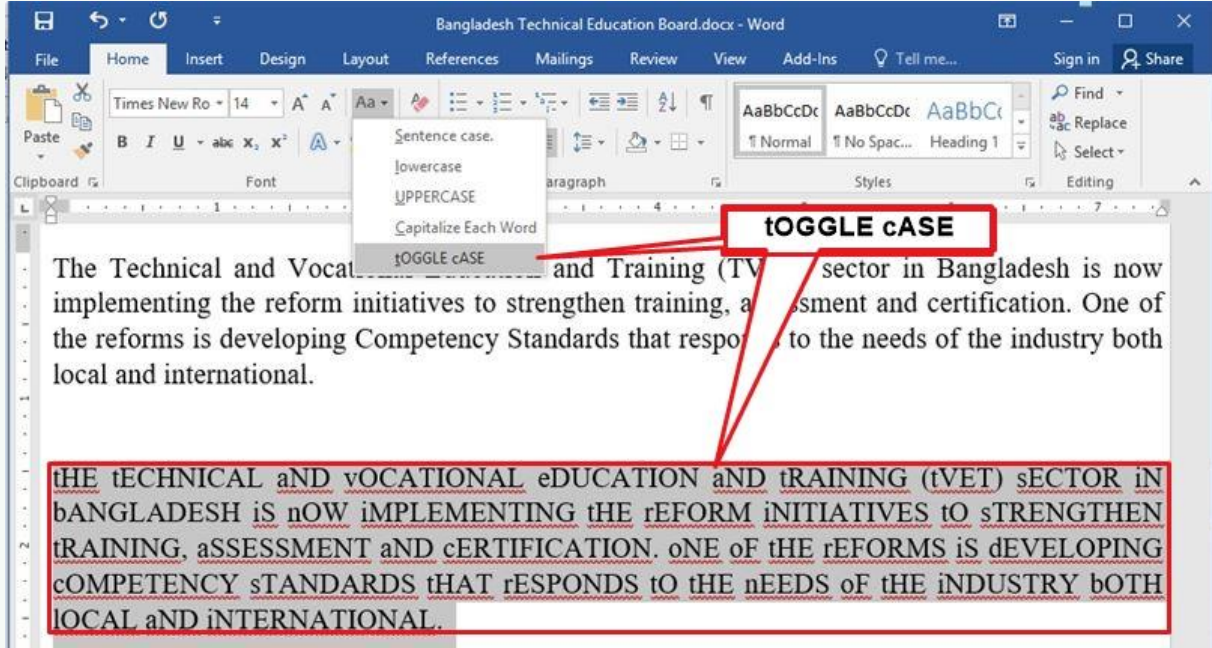 Bangladesh Technical Education Board.docx - Word
File Home Insert Design Layout References Mailings Review View Add-Ins Tell me... Sign in Share
Paste
Times New Ro 14 A A Aa
B I U abc X₂ X² A
AaBbCcDc AaBbCcDc AaBbC
¶ Normal ¶ No Spac... Heading 1
Find
Replace
Select
Clipboard Font aragraph Styles Editing
Sentence case.
lowercase
UPPERCASE
Capitalize Each Word
tOGGLE cASE
1 4 7
tOGGLE cASE
The Technical and and Training (TV sector in Bangladesh is now
implementing the reform initiatives to strengthen training, a ssment and certification. One of
the reforms is developing Competency Standards that respo to the needs of the industry both
local and international.
tHE tECHNICAL aND vOCATIONAL eDUCATION aND tRAINING (tVET) sECTOR iN
bANGLADESH iS nOW iMPLEMENTING tHE rEFORM iNITIATIVES tO sTRENGTHEN
tRAINING, aSSESSMENT aND cERTIFICATION. oNE oF tHE rEFORMS iS dEVELOPING
cOMPETENCY sTANDARDS tHAT rESPONDS tO tHE nEEDS oF tHE iNDUSTRY bOTH
lOCAL aND iNTERNATIONAL.